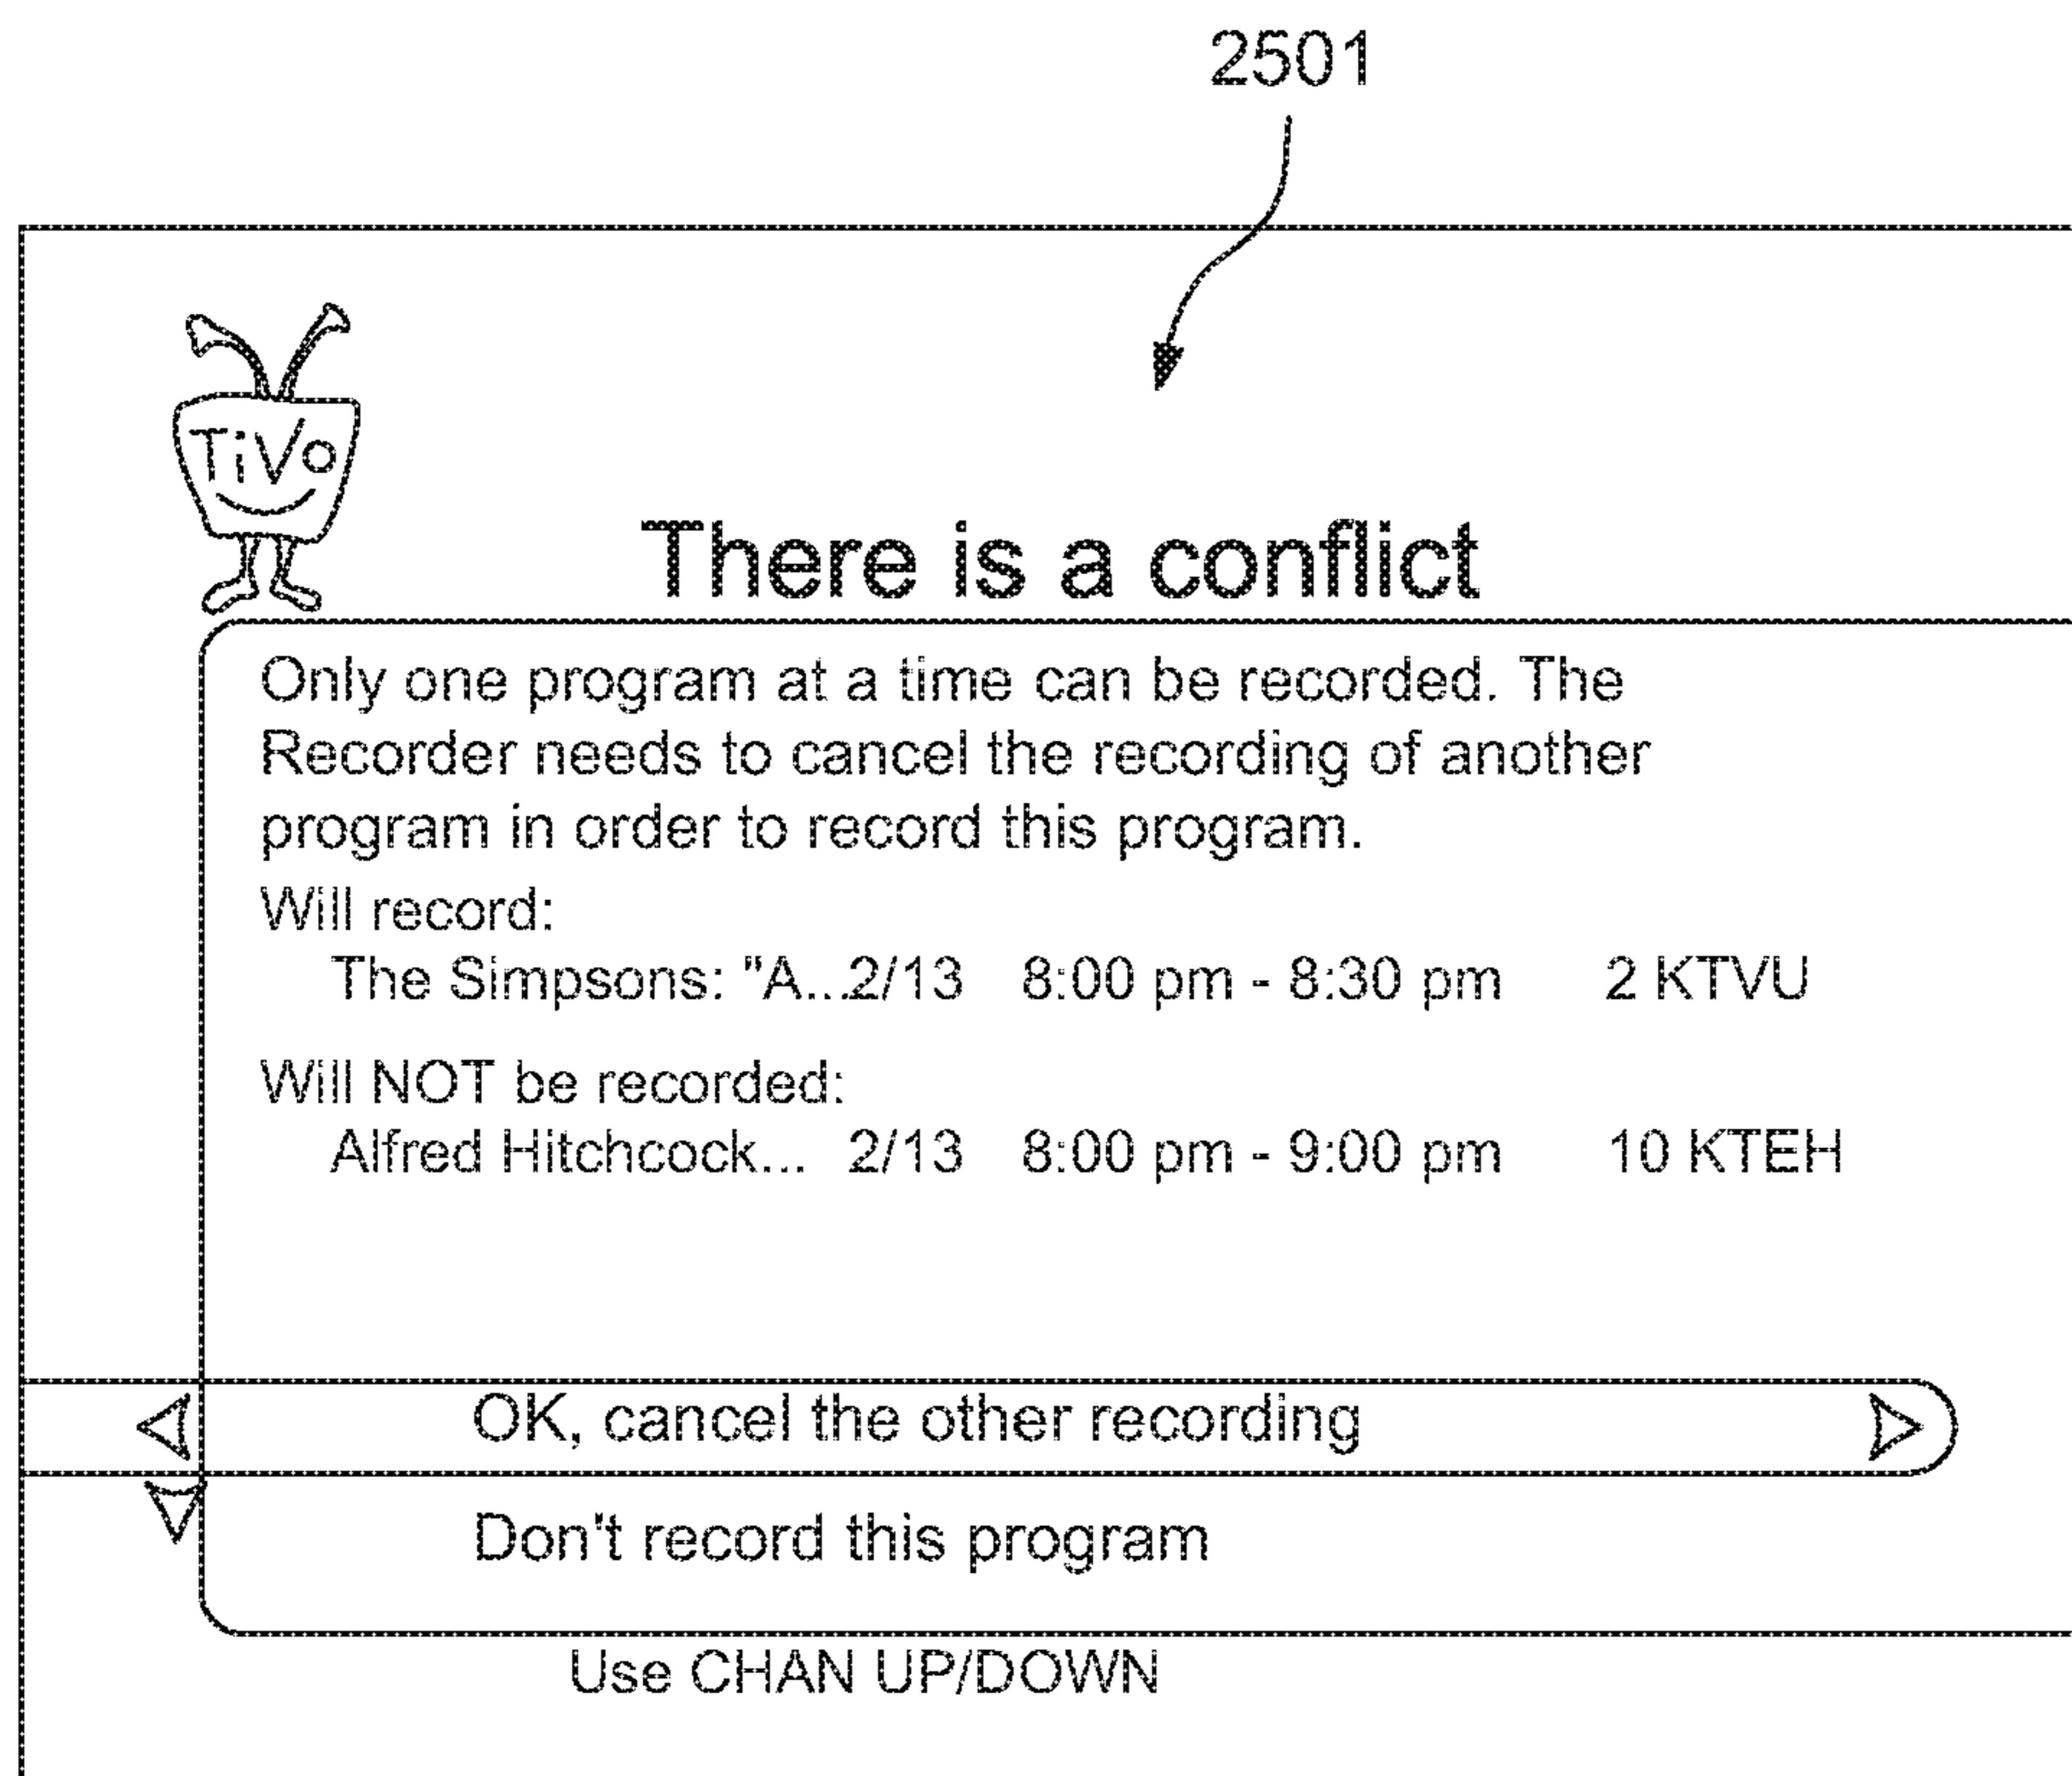 2501
TiVo
There is a conflict
Only one program at a time can be recorded. The
Recorder needs to cancel the recording of another
program in order to record this program.
Will record:
The Simpsons: "A...2/13 8:00 pm - 8:30 pm 2 KTVU
Will NOT be recorded:
Alfred Hitchcock... 2/13 8:00 pm - 9:00 pm 10 KTEH
OK, cancel the other recording
Don't record this program
Use CHAN UP/DOWN